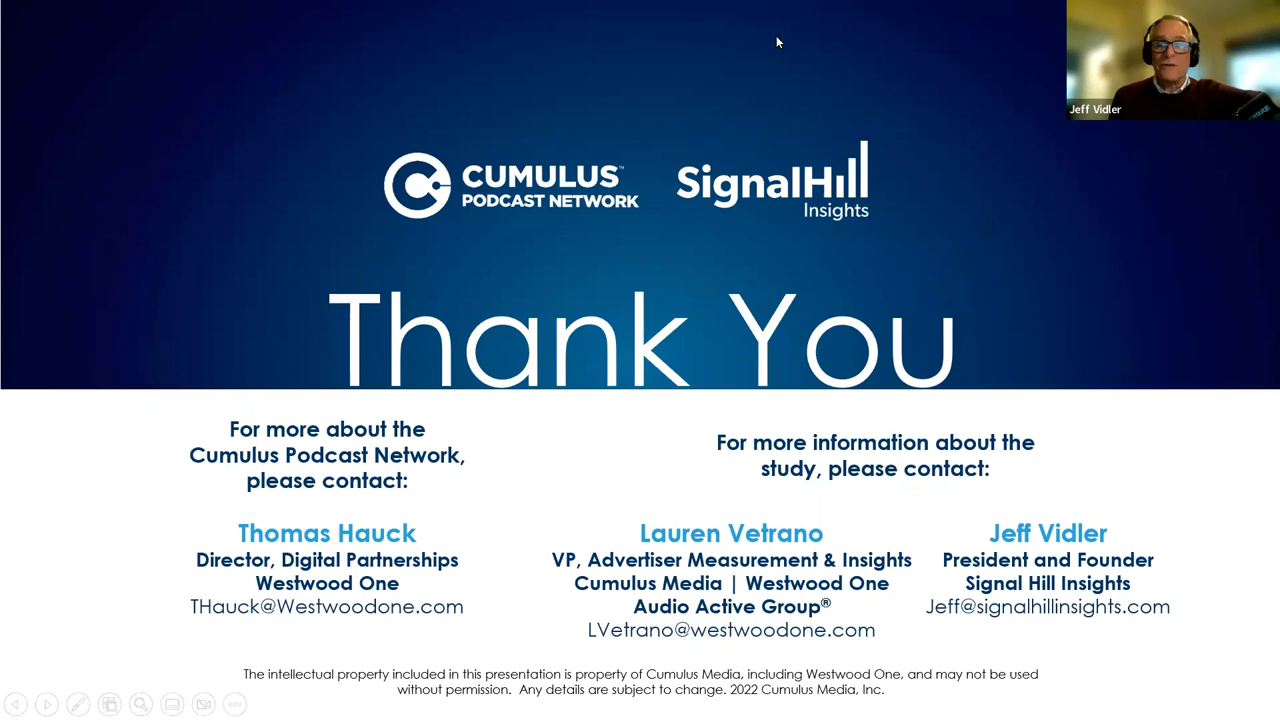 Jeff Vidler
CUMULUS™
PODCAST NETWORK
SignalHill
Insights
Thank You
For more about the
Cumulus Podcast Network,
please contact:
Thomas Hauck
Director, Digital Partnerships
Westwood One
THauck@Westwoodone.com
For more information about the
study, please contact:
Lauren Vetrano
VP, Advertiser Measurement & Insights
Cumulus Media | Westwood One
Audio Active Group®
LVetrano@westwoodone.com
Jeff Vidler
President and Founder
Signal Hill Insights
Jeff@signalhillinsights.com
The intellectual property included in this presentation is property of Cumulus Media, including Westwood One, and may not be used
without permission.  Any details are subject to change. 2022 Cumulus Media, Inc.